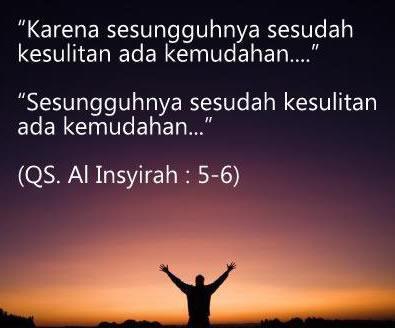 “Karena sesungguhnya sesudah
kesulitan ada kemudahan....”
“Sesungguhnya sesudah kesulitan
ada kemudahan...”
(QS. Al Insyirah : 5-6)